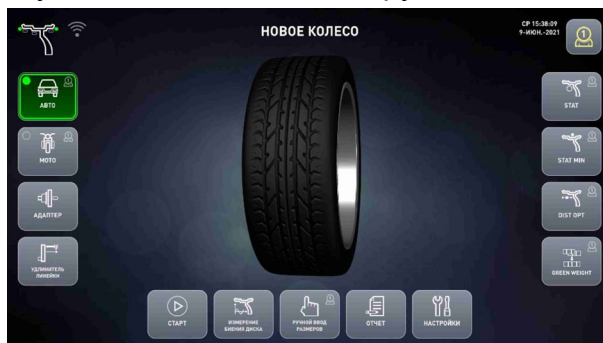 НОВОЕ КОЛЕСО
СР 15:38:09
9-ИЮН.-2021
1
АВТО
МОТО
АДАПТЕР
УДЛИНИТЕЛЬ
ЛИНЕЙКИ
STAT
STAT MIN
DIST OPT
GREEN WEIGHT
СТАРТ
ИЗМЕРЕНИЕ
БИЕНИЯ ДИСКА
РУЧНОЙ ВВОД
РАЗМЕРОВ
ОТЧЕТ
НАСТРОЙКИ